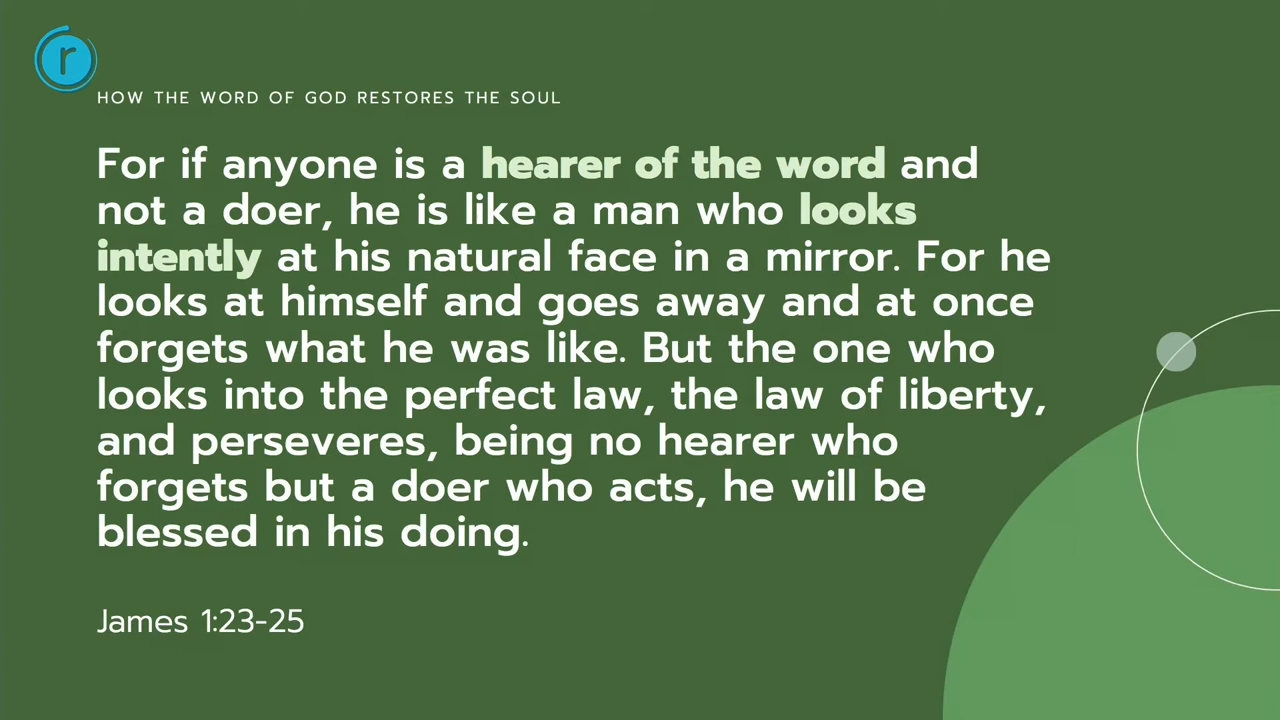 r
HOW THE WORD OF GOD RESTORES THE SOUL
For if anyone is a hearer of the word and
not a doer, he is like a man who looks
intently at his natural face in a mirror. For he
looks at himself and goes away and at once
forgets what he was like. But the one who
looks into the perfect law, the law of liberty,
and perseveres, being no hearer who
forgets but a doer who acts, he will be
blessed in his doing.
James 1:23-25